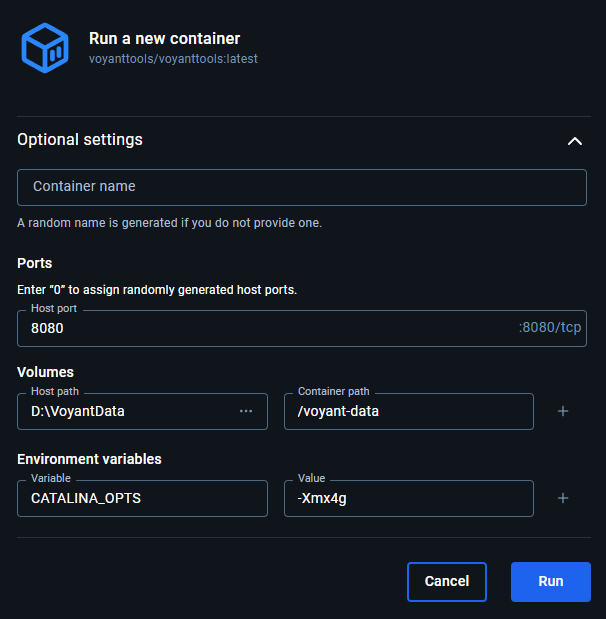 Run a new container
voyanttools/voyanttools:latest
Optional settings
Container name
A random name is generated if you do not provide one.
Ports
Enter “0” to assign randomly generated host ports.
Host port
8080 :8080/tcp
Volumes
Host path Container path
D:\VoyantData ··· /voyant-data +
Environment variables
Variable Value
CATALINA_OPTS -Xmx4g +
Cancel Run